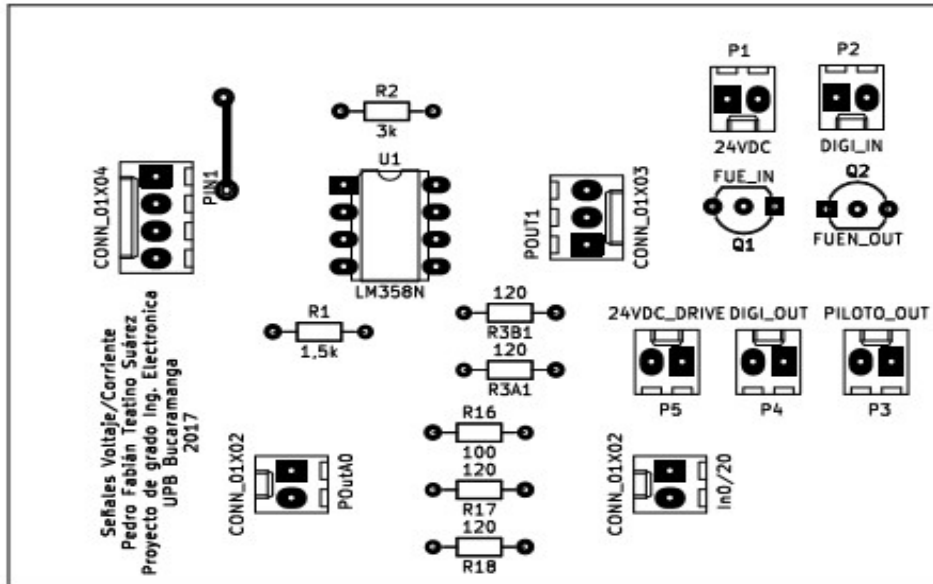 P1
P2
R2
3k
24VDC
DIGI_IN
U1
CONN_01X04
PIN1
POUT1
CONN_01X03
FUE_IN
Q2
Q1
FUEN_OUT
LM358N
120
R1
1,5k
R3B1
120
R3A1
24VDC_DRIVE
DIGI_OUT
PILOTO_OUT
P5
P4
P3
Señales Voltaje/Corriente
Pedro Fabián Teatino Suárez
Proyecto de grado Ing. Electronica
UPB Bucaramanga
2017
R16
100
CONN_01X02
POutA0
120
R17
120
R18
CONN_01X02
In0/20